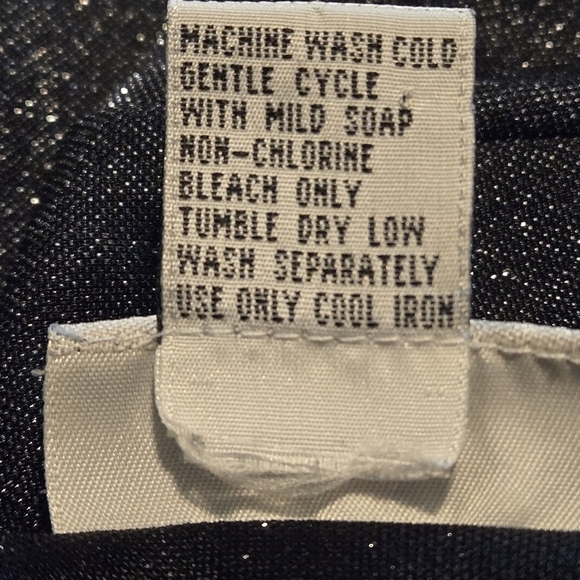 MACHINE WASH COLD
GENTLE CYCLE
WITH MILD SOAP
NON-CHLORINE
BLEACH ONLY
TUMBLE DRY LOW
WASH SEPARATELY
USE ONLY COOL IRON